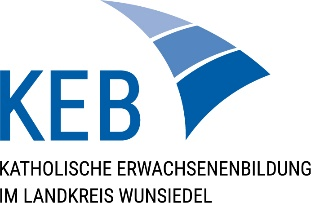 KEB
KATHOLISCHE ERWACHSENENBILDUNG
IM LANDKREIS WUNSIEDEL